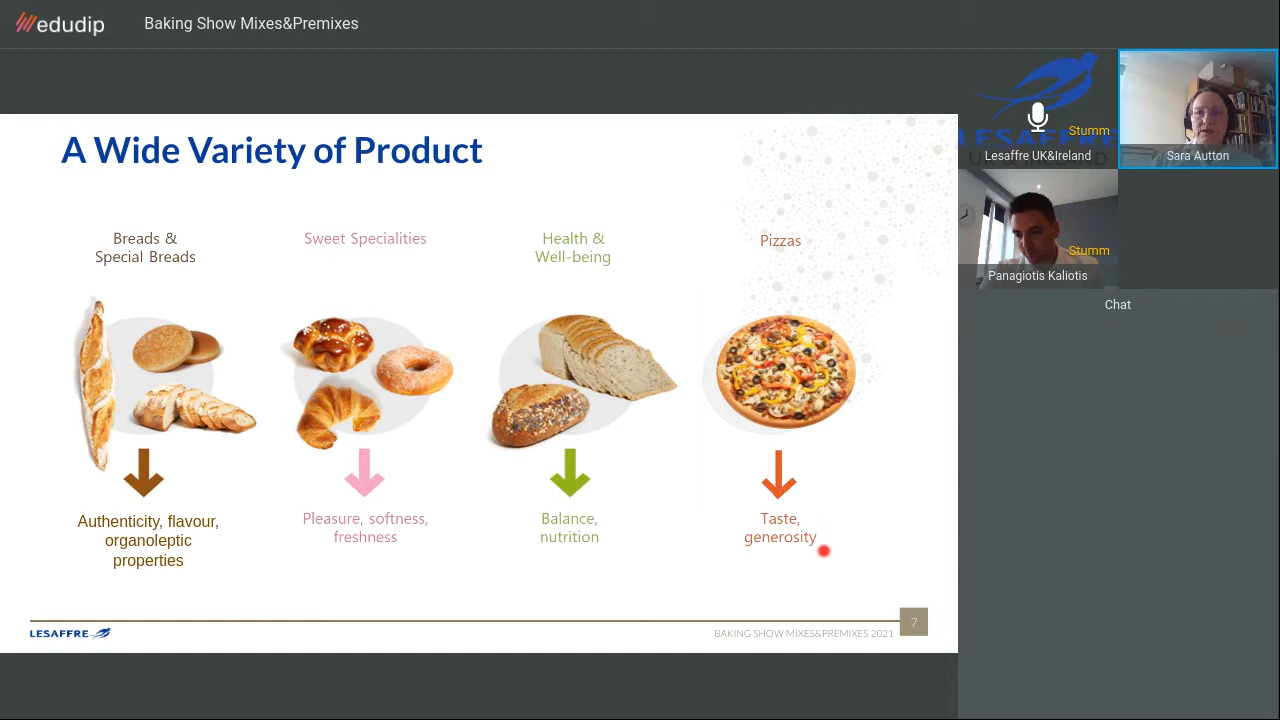 edudip
Baking Show Mixes&Premixes
A Wide Variety of Product
Breads &
Special Breads
Sweet Specialities
Health &
Well-being
Pizzas
Authenticity, flavour,
organoleptic
properties
Pleasure, softness,
freshness
Balance,
nutrition
Taste,
generosity
LESAFFRE
BAKING SHOW MIXES&PREMIXES 2021
7
LESAFFRE
Stumm
Lesaffre UK&Ireland
Sara Autton
Stumm
Panagiotis Kaliotis
Chat